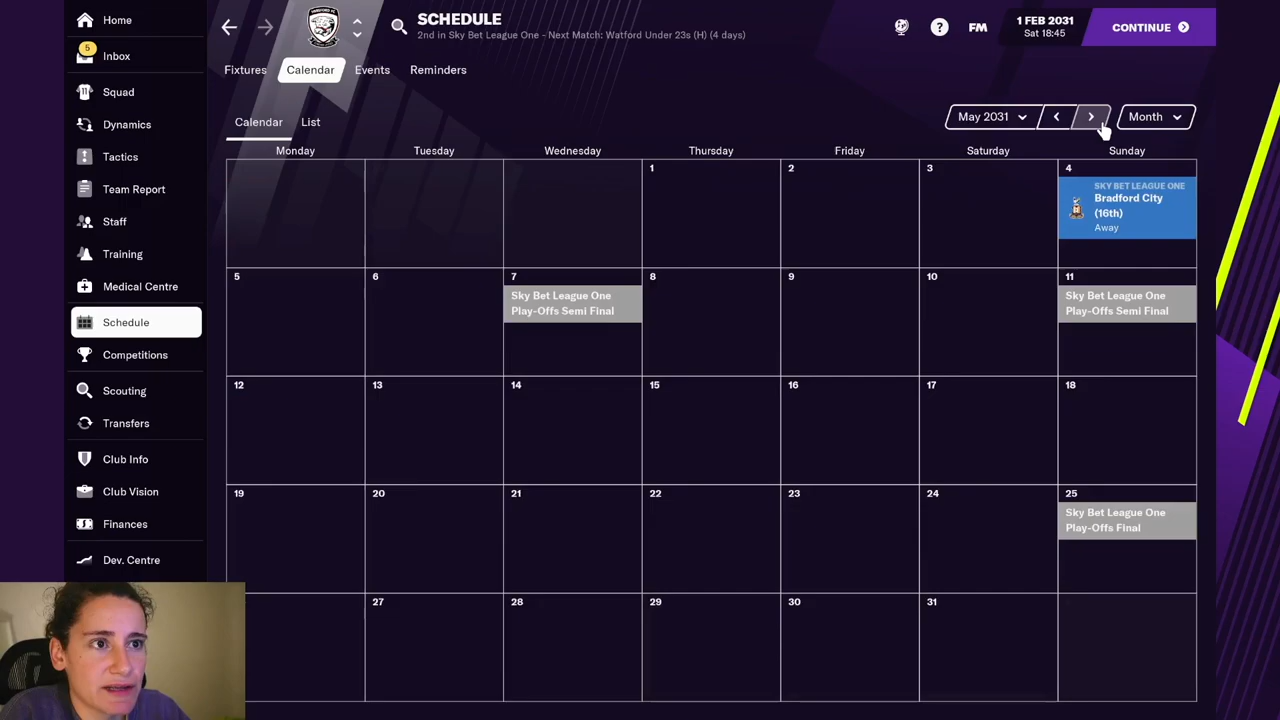 Home
5
Inbox
Squad
Dynamics
Tactics
Team Report
Staff
Training
Medical Centre
Schedule
Competitions
Scouting
Transfers
Club Info
Club Vision
Finances
Dev. Centre
SCHEDULE
2nd in Sky Bet League One - Next Match: Watford Under 23s (H) (4 days)
FM
1 FEB 2031
Sat 18:45
CONTINUE
Fixtures
Calendar
Events
Reminders
Calendar
List
May 2031
Month
Monday
Tuesday
Wednesday
Thursday
Friday
Saturday
Sunday
1
2
3
4
SKY BET LEAGUE ONE
Bradford City
(16th)
Away
5
6
7
Sky Bet League One
Play-Offs Semi Final
8
9
10
11
Sky Bet League One
Play-Offs Semi Final
12
13
14
15
16
17
18
19
20
21
22
23
24
25
Sky Bet League One
Play-Offs Final
27
28
29
30
31